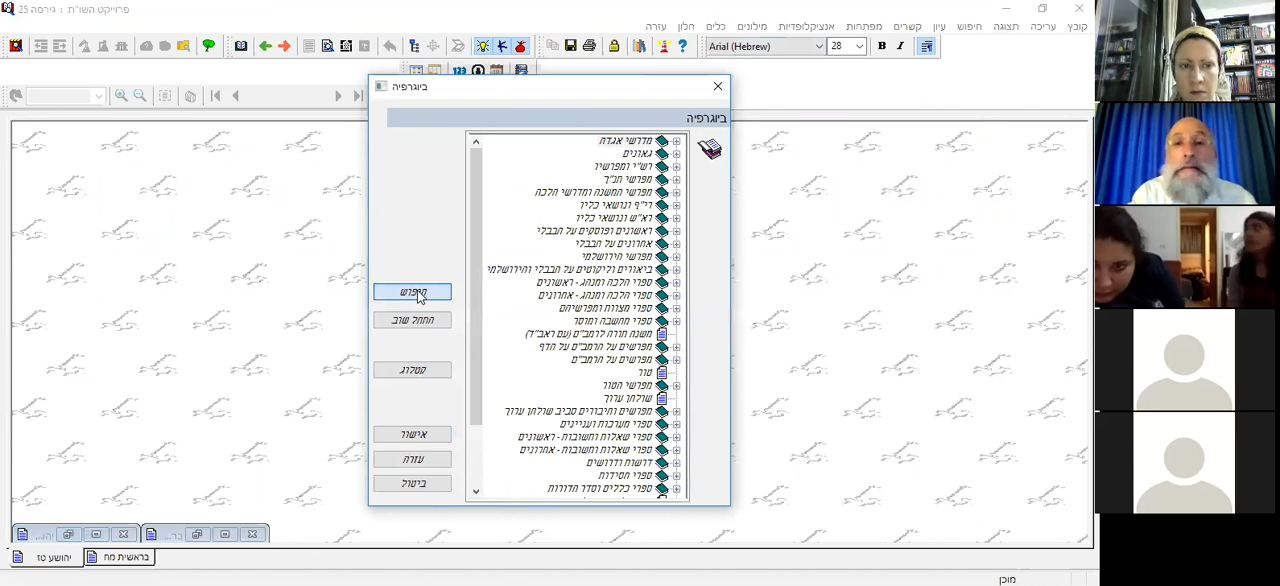 פרוייקט השו"ת : גירסה 25
קובץ עריכה תצוגה חיפוש עיון קשרים מפתחות אנציקלופדיות מילונים כלים חלון עזרה
Arial (Hebrew) 28 B I
123
ביוגרפיה
ביוגרפיה
מדרשי אגדה
גאונים
רש"י ומפרשיו
מפרשי תנ"ך
מפרשי המשנה ומדרשי הלכה
רי"ף ונושאי כליו
רא"ש ונושאי כליו
ראשונים ופוסקים על הבבלי
אחרונים על הבבלי
מפרשי הירושלמי
ביאורים וליקוטים על הבבלי והירושלמי
ספרי הלכה ומנהג - ראשונים
ספרי הלכה ומנהג - אחרונים
ספרי מצוות ומפרשיהם
ספרי מחשבה ומוסר
משנה תורה לרמב"ם (עם ראב"ד)
מפרשים על הרמב"ם על הדף
מפרשים על הרמב"ם
טור
מפרשי הטור
שולחן ערוך
מפרשים וחיבורים סביב שולחן ערוך
ספרי מערכות ועניינים
ספרי שאלות ותשובות - ראשונים
ספרי שאלות ותשובות - אחרונים
דרשות ודרושים
ספרי חסידות
ספרי כללים וסדר הדורות
חיפוש
התחל שוב
קטלוג
אישור
עזרה
ביטול
בר...
יהו...
יהושע טז
בראשית מח
מוכן